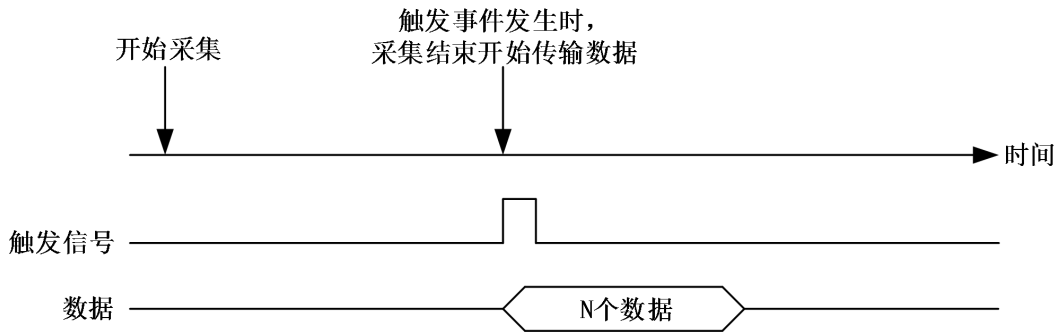 开始采集
触发事件发生时，
采集结束开始传输数据
时间
触发信号
数据
N个数据